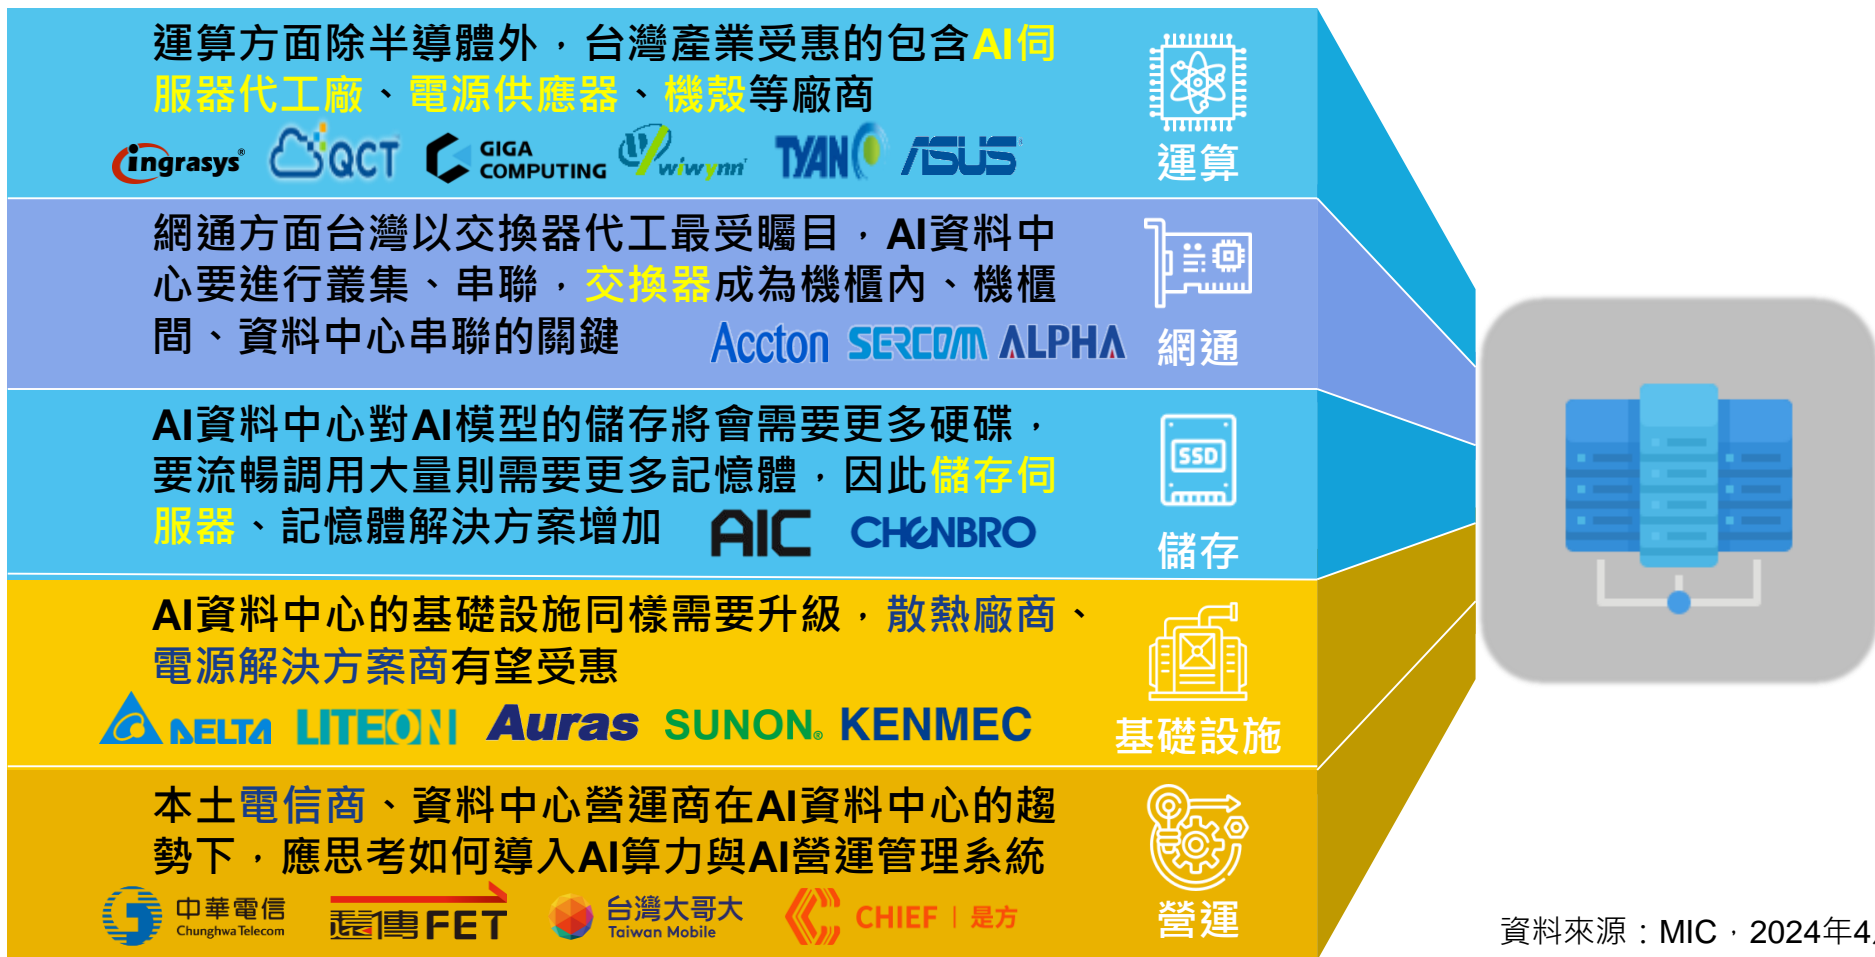 運算方面除半導體外，台灣產業受惠的包含AI伺
服器代工廠、電源供應器、機殼等廠商
ingrasys®
QCT
GIGA
COMPUTING
wiwynn
TYAN
ASUS
運算
網通方面台灣以交換器代工最受矚目，AI資料中
心要進行叢集、串聯，交換器成為機櫃內、機櫃
間、資料中心串聯的關鍵
Accton
SERCOMM
ALPHA
網通
AI資料中心對AI模型的儲存將會需要更多硬碟，
要流暢調用大量則需要更多記憶體，因此儲存伺
服器、記憶體解決方案增加
AIC
CHENBRO
SSD
儲存
AI資料中心的基礎設施同樣需要升級，散熱廠商、
電源解決方案商有望受惠
DELTA
LITEON
Auras
SUNON®
KENMEC
基礎設施
本土電信商、資料中心營運商在AI資料中心的趨
勢下，應思考如何導入AI算力與AI營運管理系統
中華電信
Chunghwa Telecom
遠傳FET
台灣大哥大
Taiwan Mobile
CHIEF | 是方
營運
資料來源：MIC，2024年4